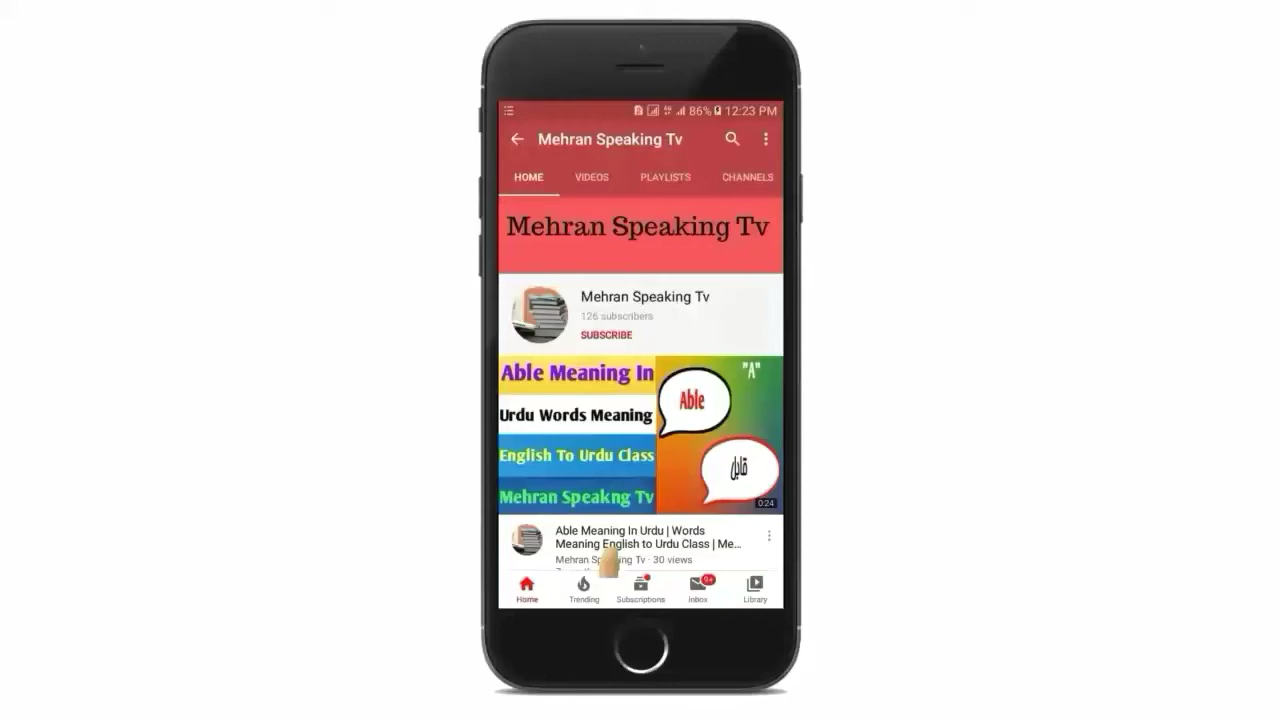 86% 12:23 PM
Mehran Speaking Tv
HOME VIDEOS PLAYLISTS CHANNELS
Mehran Speaking Tv
Mehran Speaking Tv
126 subscribers
SUBSCRIBE
Able Meaning In
Urdu Words Meaning
English To Urdu Class
Mehran Speakng Tv
"A"
Able
قابل
0:24
Able Meaning In Urdu | Words
Meaning English to Urdu Class | Me...
Mehran Tv · 30 views
Home Trending Subscriptions Inbox Library
9+